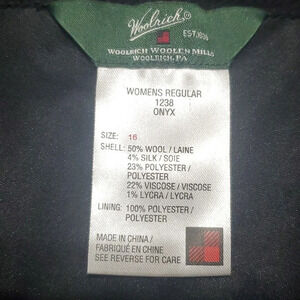 Woolrich®
EST. 1830
WOOLRICH WOOLEN MILLS
WOOLRICH, PA
WOMENS REGULAR
1238
ONYX
SIZE: 16
SHELL: 50% WOOL / LAINE
4% SILK / SOIE
23% POLYESTER /
POLYESTER
22% VISCOSE / VISCOSE
1% LYCRA / LYCRA
LINING: 100% POLYESTER /
POLYESTER
MADE IN CHINA /
FABRIQUÉ EN CHINE
SEE REVERSE FOR CARE